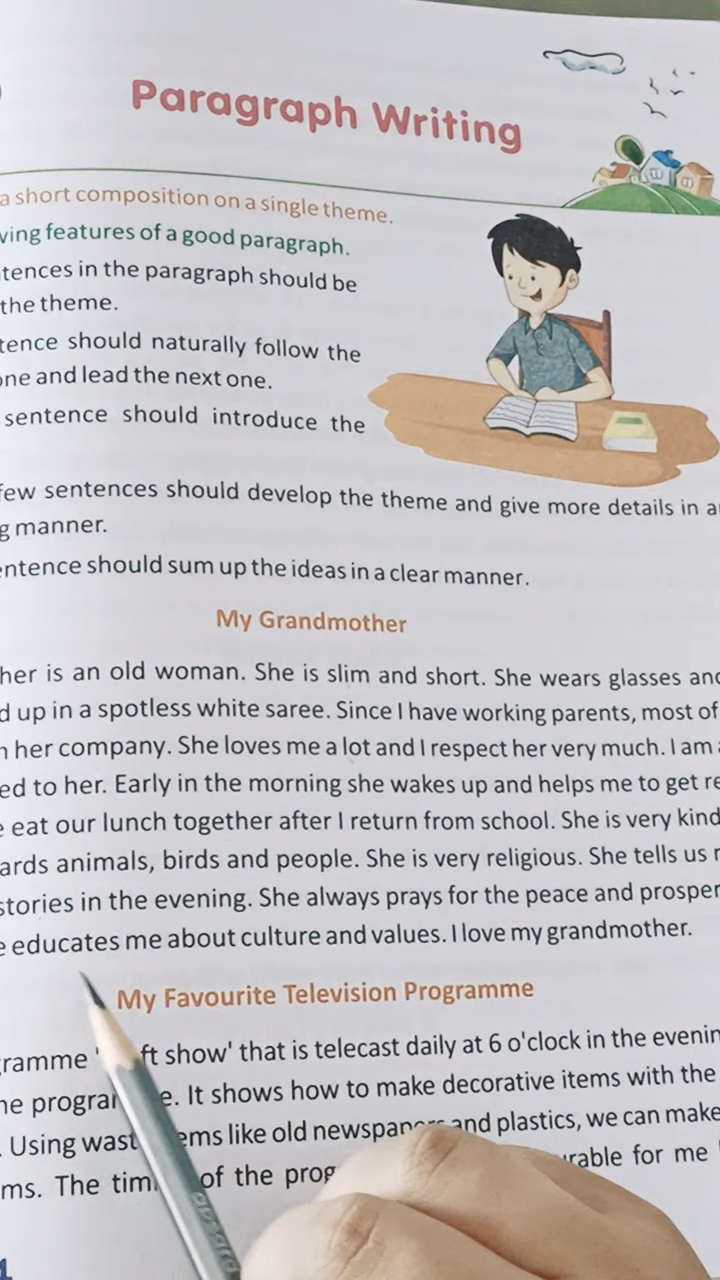 Paragraph Writing
a short composition on a single theme.
ving features of a good paragraph.
tences in the paragraph should be
the theme.
tence should naturally follow the
one and lead the next one.
sentence should introduce the
few sentences should develop the theme and give more details in a
g manner.
entence should sum up the ideas in a clear manner.
My Grandmother
her is an old woman. She is slim and short. She wears glasses and
d up in a spotless white saree. Since I have working parents, most of
her company. She loves me a lot and I respect her very much. I am
ed to her. Early in the morning she wakes up and helps me to get re
e eat our lunch together after I return from school. She is very kind
ards animals, birds and people. She is very religious. She tells us
stories in the evening. She always prays for the peace and prosper
e educates me about culture and values. I love my grandmother.
My Favourite Television Programme
gramme ' ft show' that is telecast daily at 6 o'clock in the evenin
he progra e. It shows how to make decorative items with the
. Using wast ems like old newspapers and plastics, we can make
ms. The tim of the prog rable for me